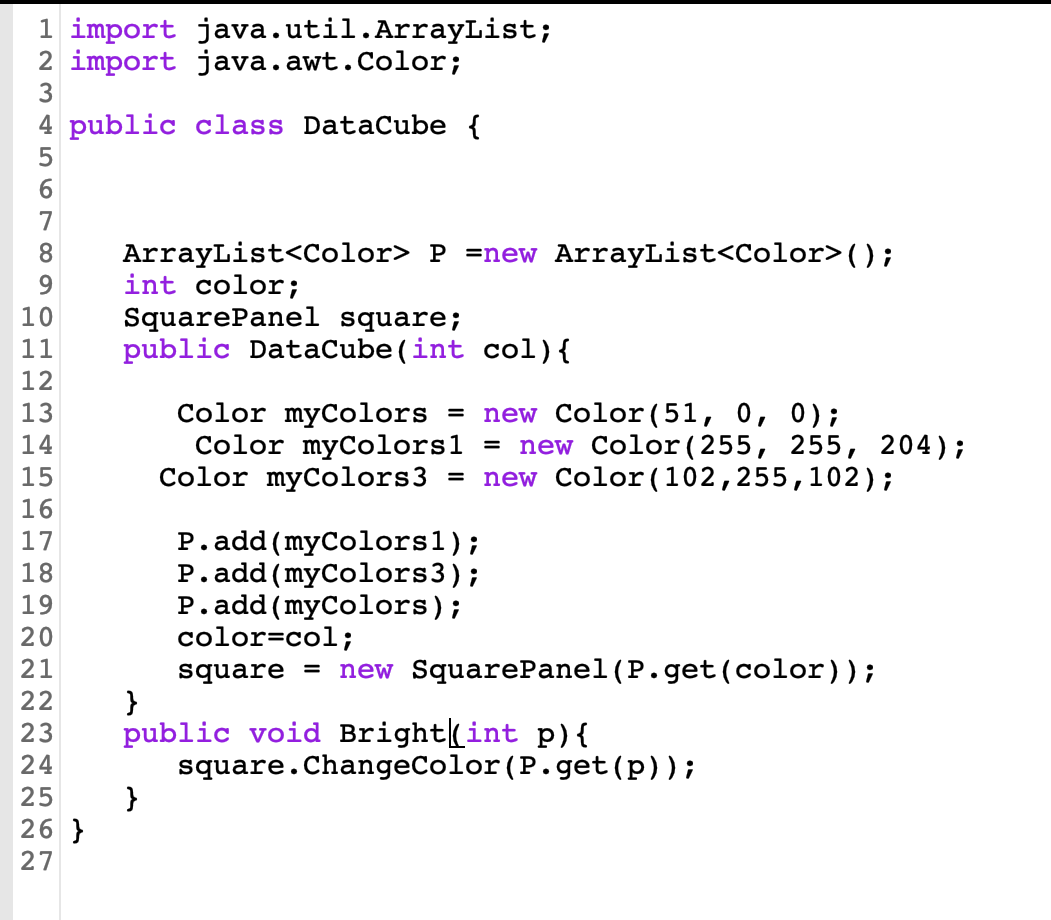 1 import java.util.ArrayList;
2 import java.awt.Color;
3
4 public class DataCube {
5
6
7
8    ArrayList<Color> P =new ArrayList<Color>();
9    int color;
10    SquarePanel square;
11    public DataCube(int col){
12
13       Color myColors = new Color(51, 0, 0);
14        Color myColors1 = new Color(255, 255, 204);
15      Color myColors3 = new Color(102,255,102);
16
17       P.add(myColors1);
18       P.add(myColors3);
19       P.add(myColors);
20       color=col;
21       square = new SquarePanel(P.get(color));
22    }
23    public void Bright(int p){
24       square.ChangeColor(P.get(p));
25    }
26 }
27